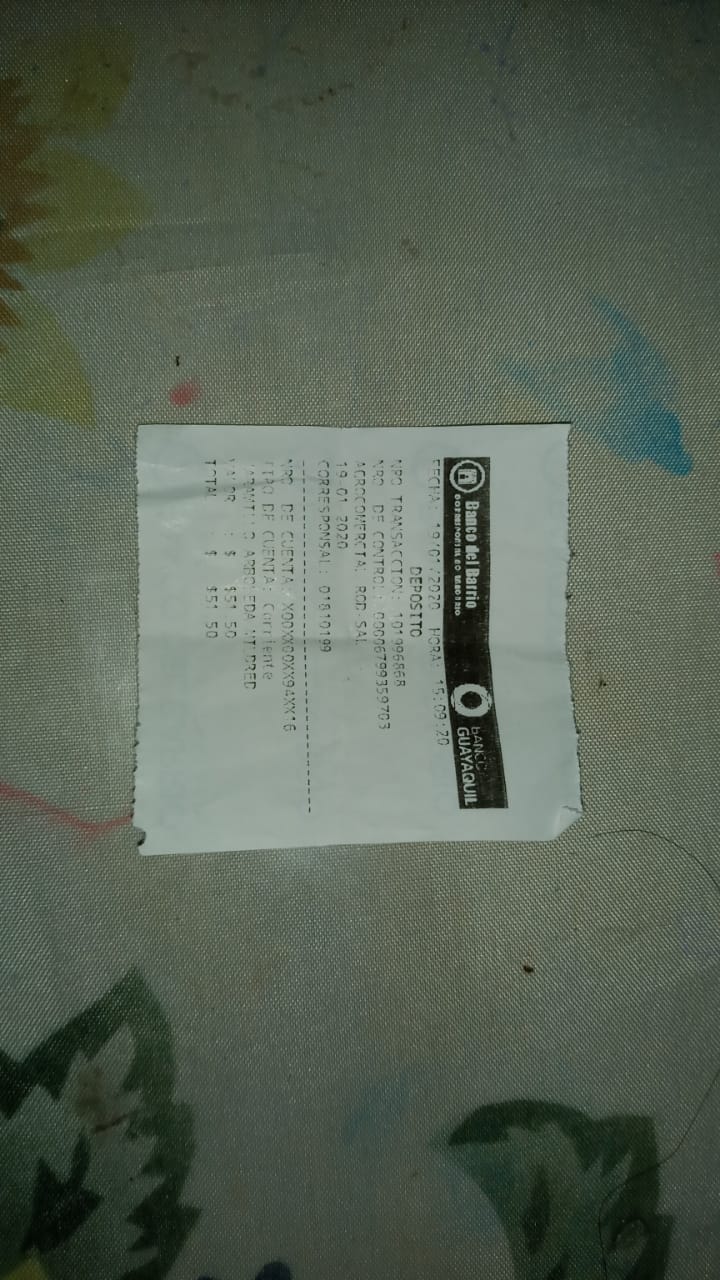 Banco del Barrio
CORRESPONSAL NO BANCARIO
BANCO
GUAYAQUIL
FECHA: 19/01/2020 HORA: 15:09:20
DEPOSITO
NRO TRANSACCION: 101996868
NRO DE CONTROL: 00006799359703
AGROCOMERCIAL ROD-SAL
19-01-2020
CORRESPONSAL: 01810199
NRO DE CUENTA: X00XX00XX94XX16
TIPO DE CUENTA: Corriente
JARAMILLO ARBOLEDA MILDRED
VALOR : $ $51.50
TOTAL : $ $51.50